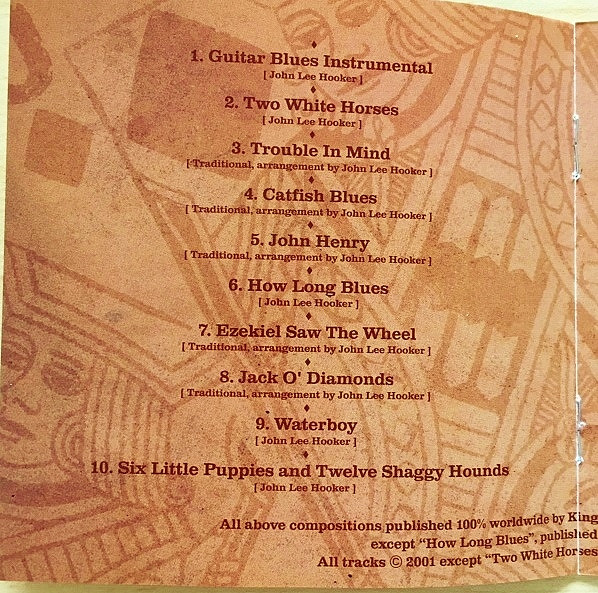 1. Guitar Blues Instrumental
[ John Lee Hooker ]
2. Two White Horses
[ John Lee Hooker ]
3. Trouble In Mind
[ Traditional, arrangement by John Lee Hooker ]
4. Catfish Blues
[ Traditional, arrangement by John Lee Hooker ]
5. John Henry
[ Traditional, arrangement by John Lee Hooker ]
6. How Long Blues
[ John Lee Hooker ]
7. Ezekiel Saw The Wheel
[ Traditional, arrangement by John Lee Hooker ]
8. Jack O' Diamonds
[ Traditional, arrangement by John Lee Hooker ]
9. Waterboy
[ John Lee Hooker ]
10. Six Little Puppies and Twelve Shaggy Hounds
[ John Lee Hooker ]
All above compositions published 100% worldwide by King
except “How Long Blues”, published
All tracks © 2001 except “Two White Horses